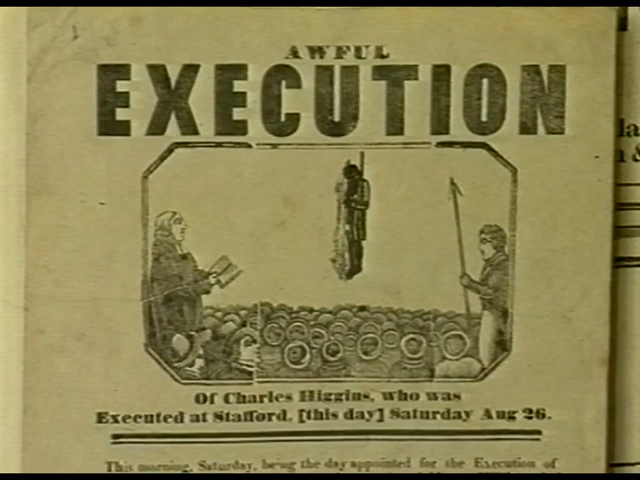 AWFUL
EXECUTION
Of Charles Higgins, who was
Executed at Stafford, [this day] Saturday Aug 26.
This morning, Saturday, being the day appointed for the Execution of
la
n &